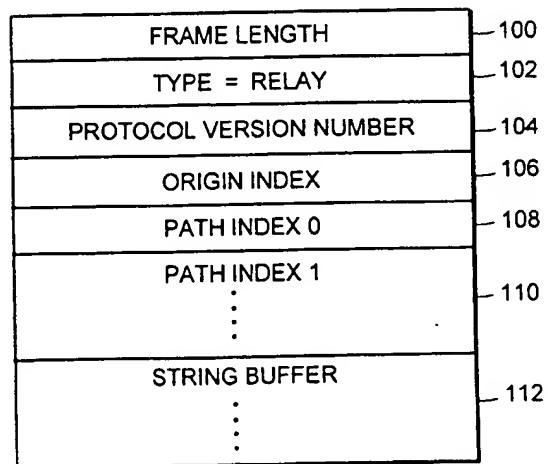 FRAME LENGTH 100
TYPE = RELAY 102
PROTOCOL VERSION NUMBER 104
ORIGIN INDEX 106
PATH INDEX 0 108
PATH INDEX 1
110
STRING BUFFER
112